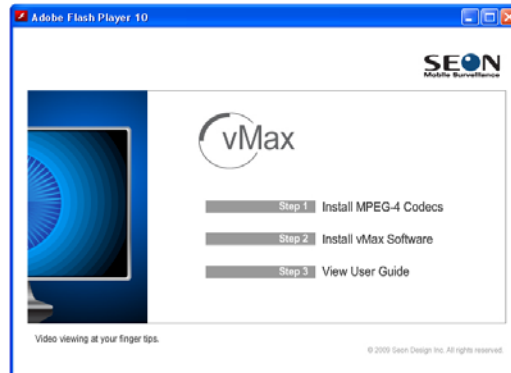 Adobe Flash Player 10
SEON
Mobile Surveillance
vMax
Step 1 Install MPEG-4 Codecs
Step 2 Install vMax Software
Step 3 View User Guide
Video viewing at your finger tips.
© 2009 Seon Design Inc. All rights reserved.